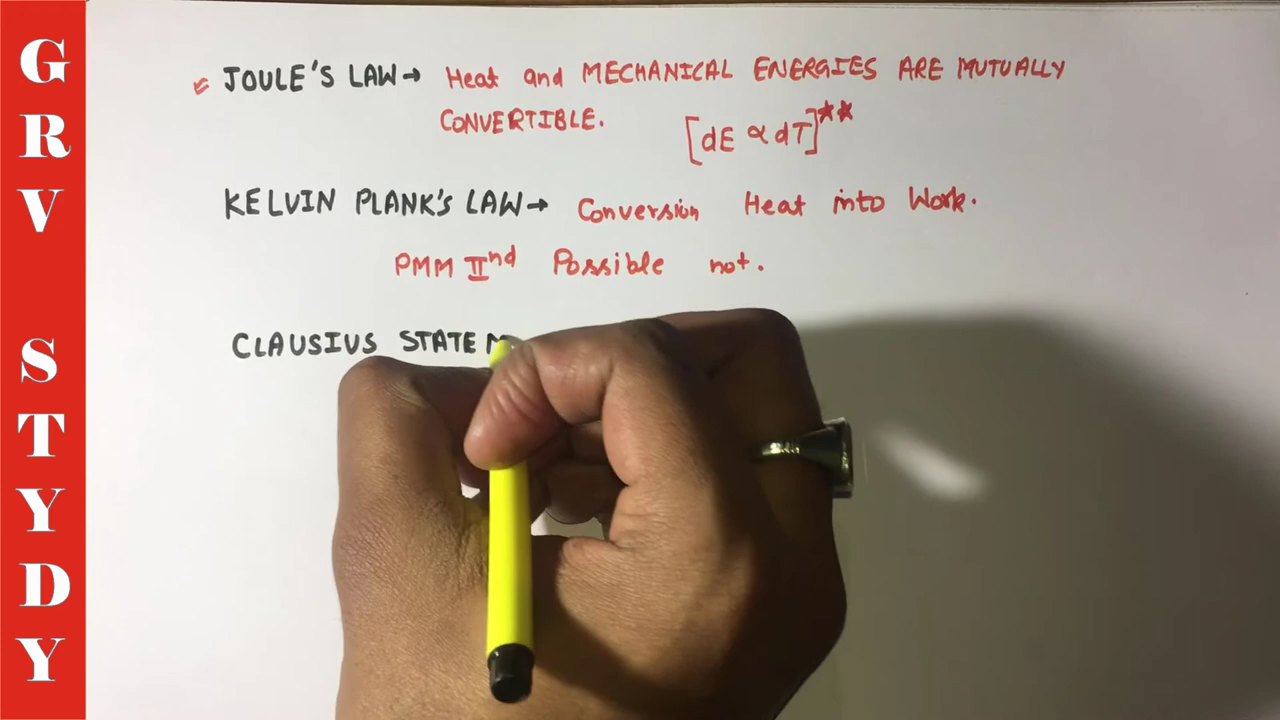 GRV STYDY
JOULE'S LAW → Heat and MECHANICAL ENERGIES ARE MUTUALLY
CONVERTIBLE.
[dE ∝ dT]**
KELVIN PLANK'S LAW → Conversion Heat into Work.
PMM IInd Possible not.
CLAUSIUS STATEM